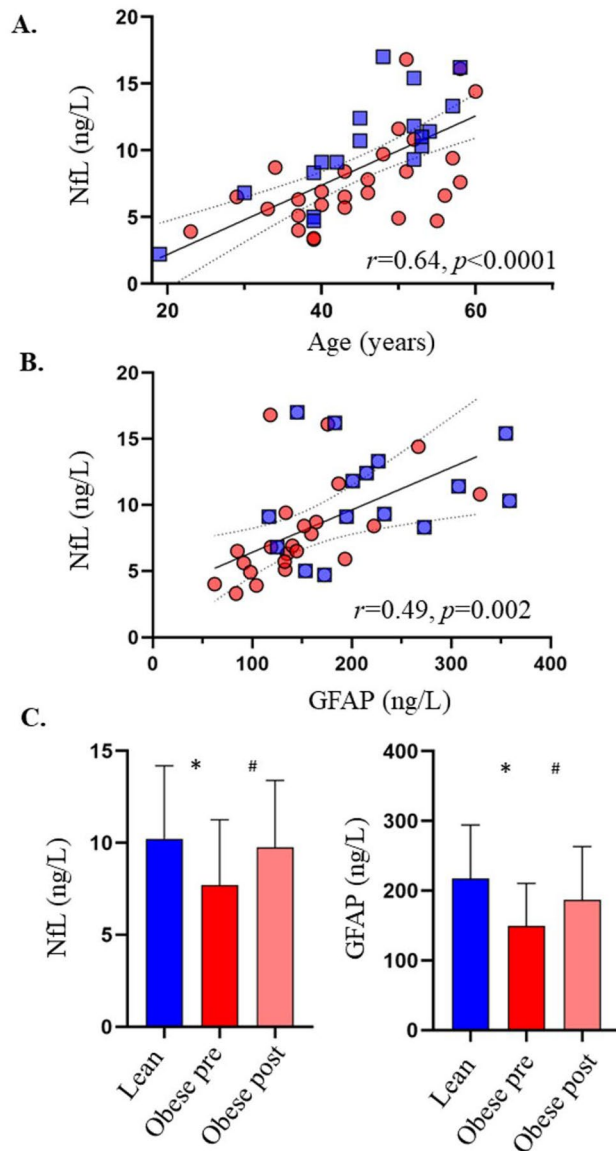 A.
NfL (ng/L)
20
15
10
5
0
20 40 60
r=0.64, p<0.0001
Age (years)
B.
NfL (ng/L)
20
15
10
5
0
0 100 200 300 400
r=0.49, p=0.002
GFAP (ng/L)
C.
NfL (ng/L)
15
10
5
0
* #
Lean
Obese pre
Obese post
GFAP (ng/L)
400
300
200
100
0
* #
Lean
Obese pre
Obese post